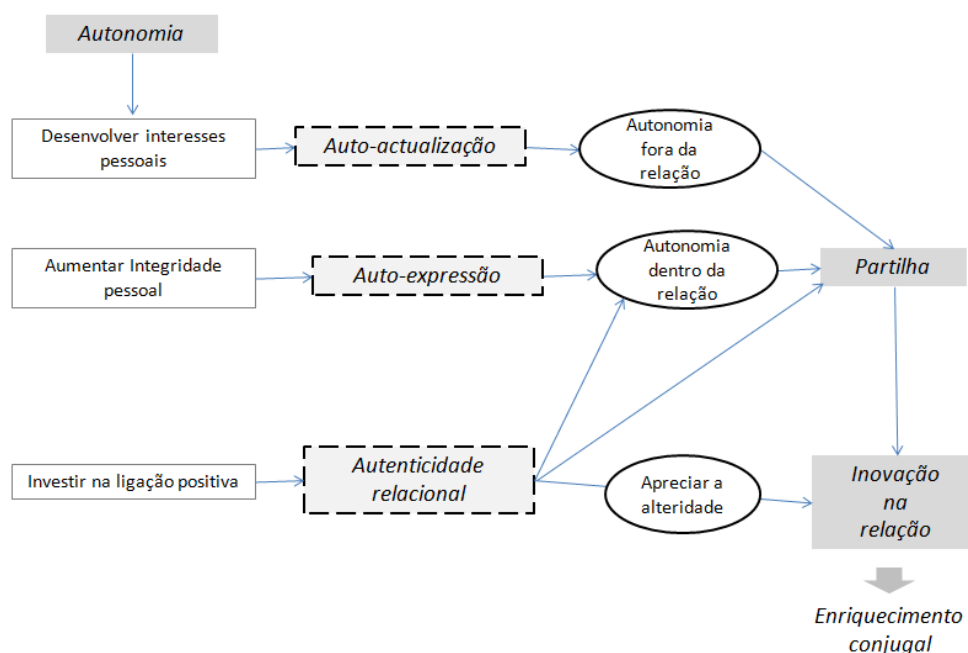 Autonomia
Desenvolver interesses
pessoais
Auto-actualização
Autonomia
fora da
relação
Aumentar Integridade
pessoal
Auto-expressão
Autonomia
dentro da
relação
Partilha
Investir na ligação positiva
Autenticidade
relacional
Apreciar a
alteridade
Inovação
na
relação
Enriquecimento
conjugal